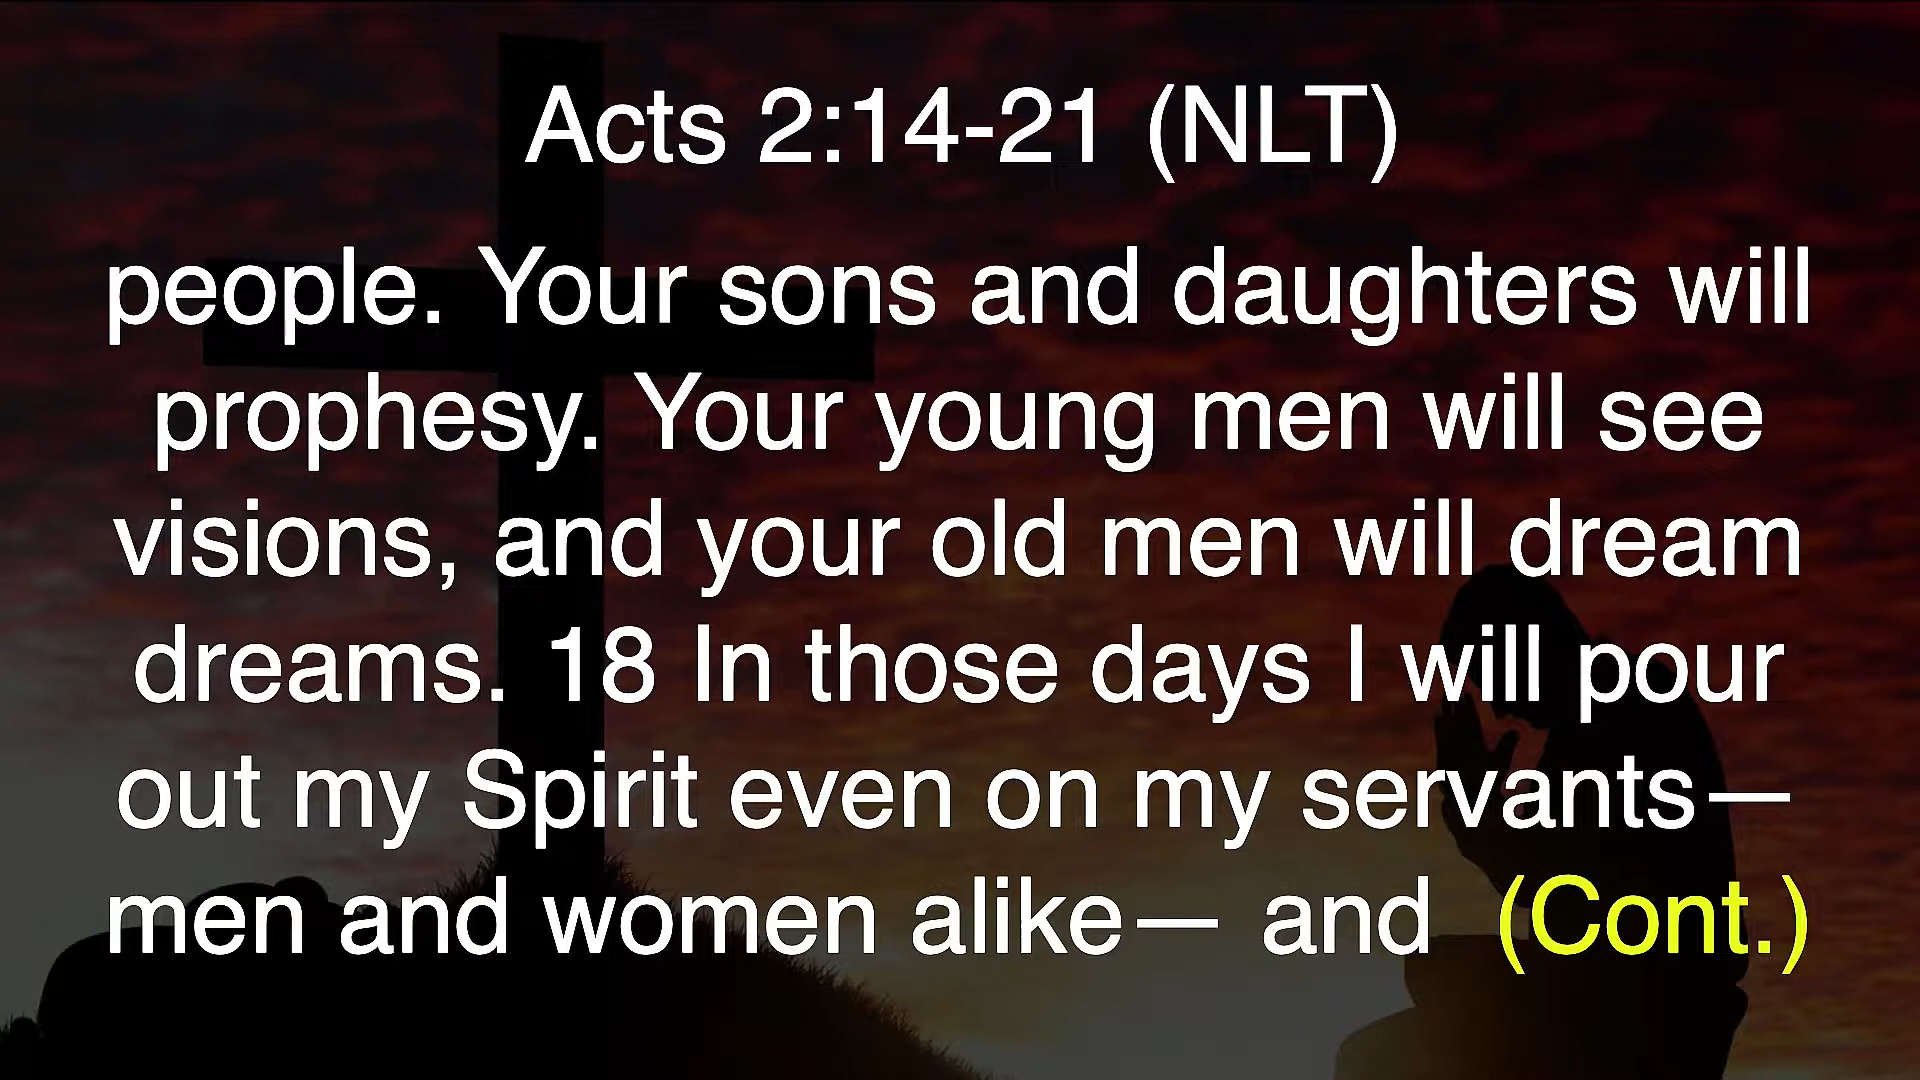 Acts 2:14-21 (NLT)
people. Your sons and daughters will
prophesy. Your young men will see
visions, and your old men will dream
dreams. 18 In those days I will pour
out my Spirit even on my servants—
men and women alike— and (Cont.)